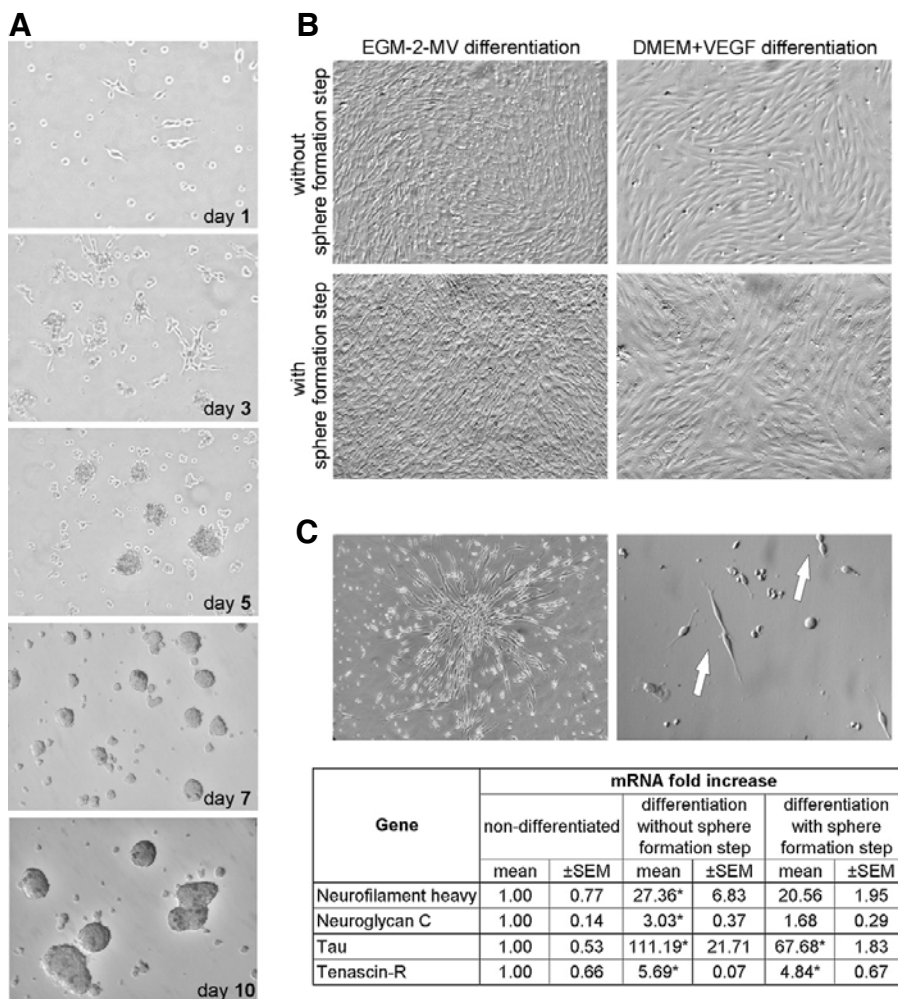 A
day 1
day 3
day 5
day 7
day 10
B
EGM-2-MV differentiation
DMEM+VEGF differentiation
without
sphere formation step
with
sphere formation step
C
Gene
mRNA fold increase
non-differentiated
differentiation
without sphere
formation step
differentiation
with sphere
formation step
mean ±SEM mean ±SEM mean ±SEM
Neurofilament heavy 1.00 0.77 27.36* 6.83 20.56 1.95
Neuroglycan C 1.00 0.14 3.03* 0.37 1.68 0.29
Tau 1.00 0.53 111.19* 21.71 67.68* 1.83
Tenascin-R 1.00 0.66 5.69* 0.07 4.84* 0.67